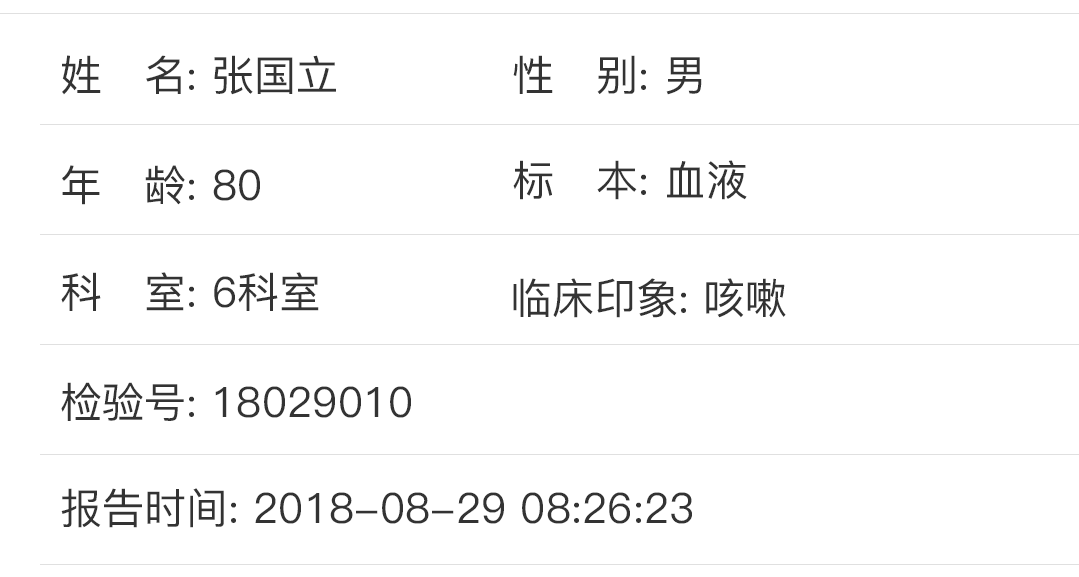 姓 名: 张国立 性 别: 男
年 龄: 80 标 本: 血液
科 室: 6科室 临床印象: 咳嗽
检验号: 18029010
报告时间: 2018-08-29 08:26:23